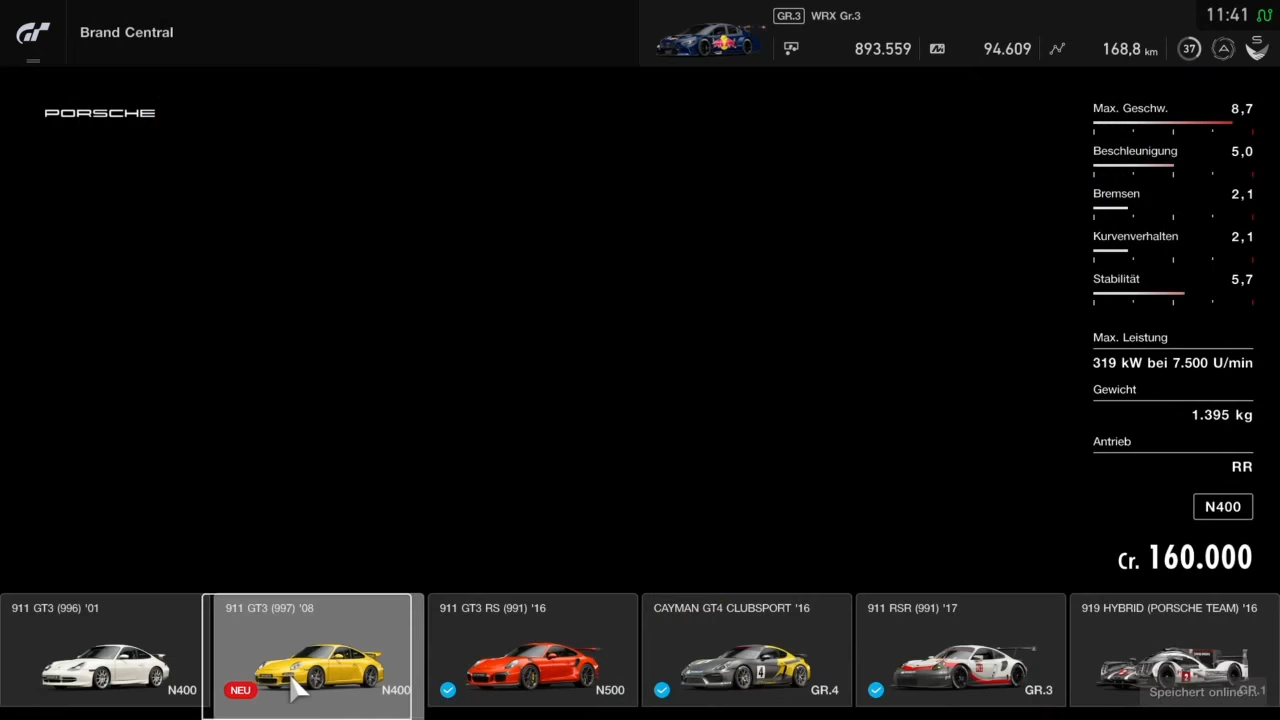 Brand Central
GR.3 WRX Gr.3
893.559
94.609
168,8 km
11:41
37
A
S
PORSCHE
Max. Geschw. 8,7
Beschleunigung 5,0
Bremsen 2,1
Kurvenverhalten 2,1
Stabilität 5,7
Max. Leistung
319 kW bei 7.500 U/min
Gewicht
1.395 kg
Antrieb
RR
N400
Cr. 160.000
911 GT3 (996) '01
N400
911 GT3 (997) '08
NEU
N400
911 GT3 RS (991) '16
N500
CAYMAN GT4 CLUBSPORT '16
4
GR.4
911 RSR (991) '17
GR.3
919 HYBRID (PORSCHE TEAM) '16
GR.1
Speichert online ...